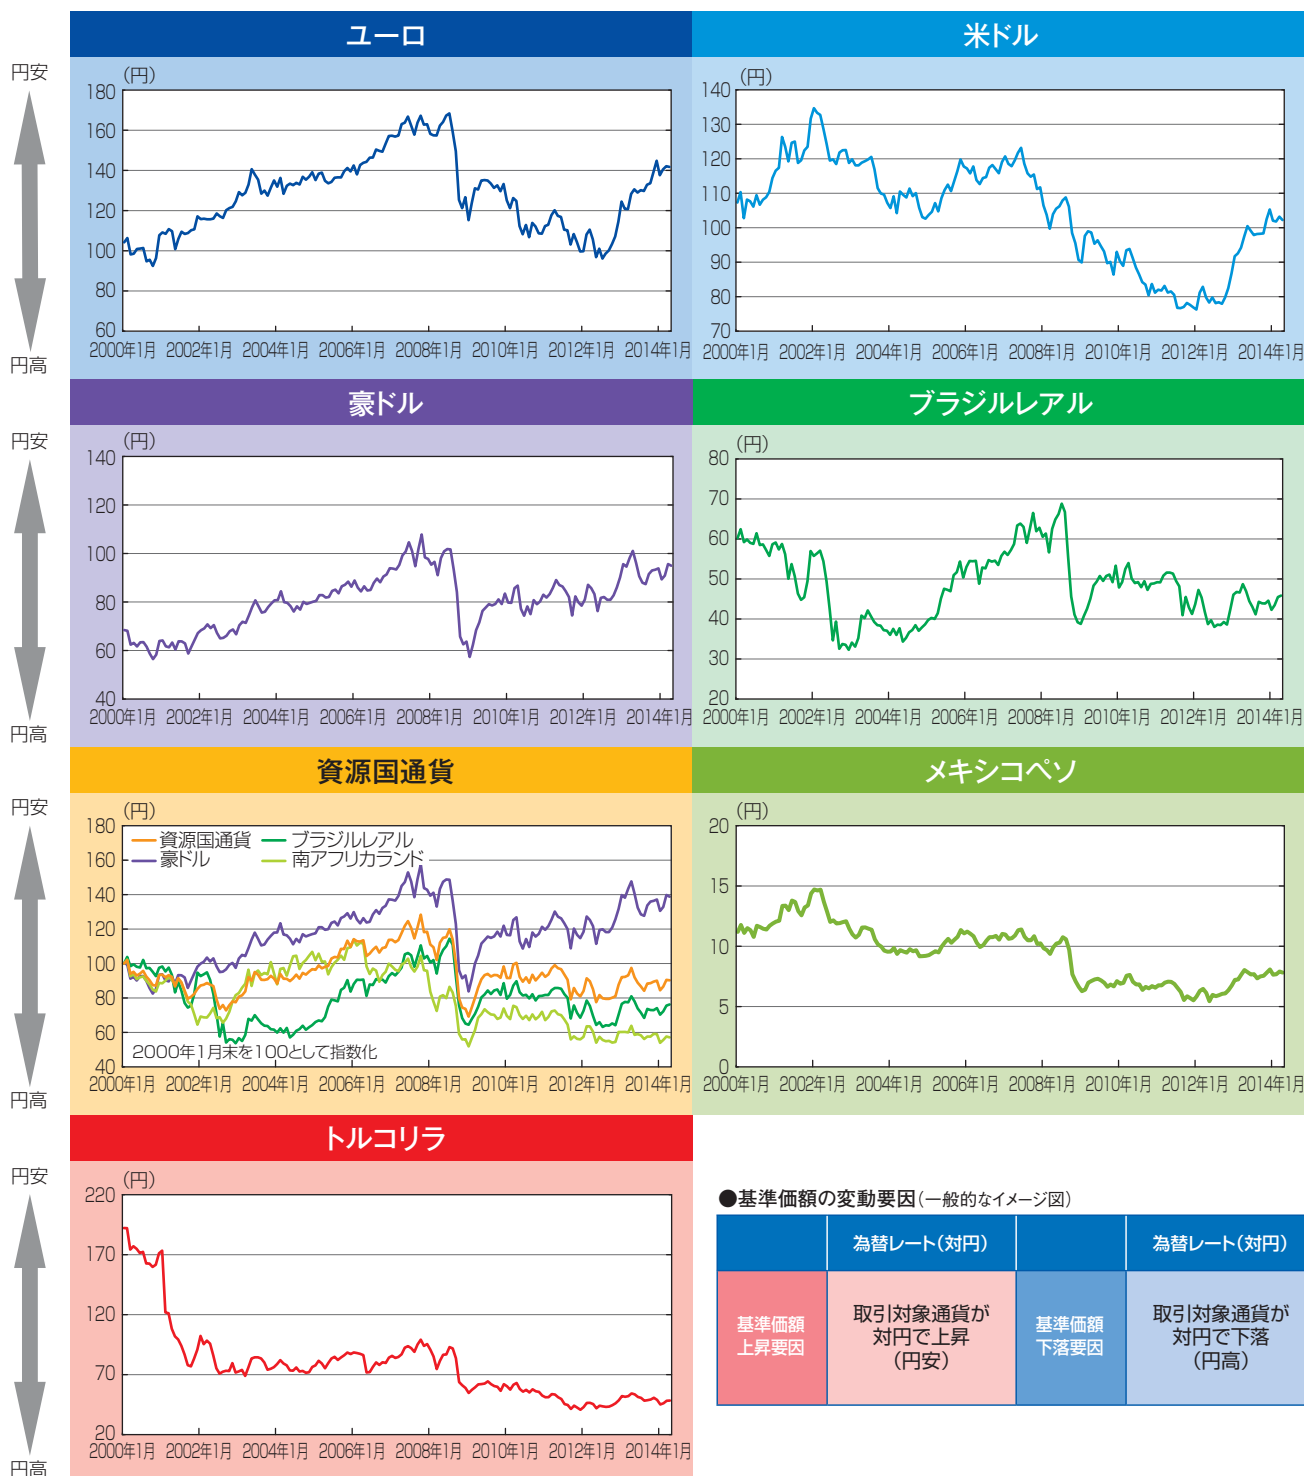 ユーロ
円安
円高
(円)
180
160
140
120
100
80
60
2000年1月 2002年1月 2004年1月 2006年1月 2008年1月 2010年1月 2012年1月 2014年1月
米ドル
(円)
140
130
120
110
100
90
80
70
2000年1月 2002年1月 2004年1月 2006年1月 2008年1月 2010年1月 2012年1月 2014年1月
豪ドル
円安
円高
(円)
140
120
100
80
60
40
2000年1月 2002年1月 2004年1月 2006年1月 2008年1月 2010年1月 2012年1月 2014年1月
ブラジルレアル
(円)
80
70
60
50
40
30
20
2000年1月 2002年1月 2004年1月 2006年1月 2008年1月 2010年1月 2012年1月 2014年1月
資源国通貨
円安
円高
(円)
180
160
140
120
100
80
60
40
資源国通貨 ブラジルレアル
豪ドル 南アフリカランド
2000年1月末を100として指数化
2000年1月 2002年1月 2004年1月 2006年1月 2008年1月 2010年1月 2012年1月 2014年1月
メキシコペソ
(円)
20
15
10
5
0
2000年1月 2002年1月 2004年1月 2006年1月 2008年1月 2010年1月 2012年1月 2014年1月
トルコリラ
円安
円高
(円)
220
170
120
70
20
2000年1月 2002年1月 2004年1月 2006年1月 2008年1月 2010年1月 2012年1月 2014年1月
●基準価額の変動要因(一般的なイメージ図)
為替レート(対円) 為替レート(対円)
基準価額
上昇要因
取引対象通貨が
対円で上昇
(円安)
基準価額
下落要因
取引対象通貨が
対円で下落
(円高)